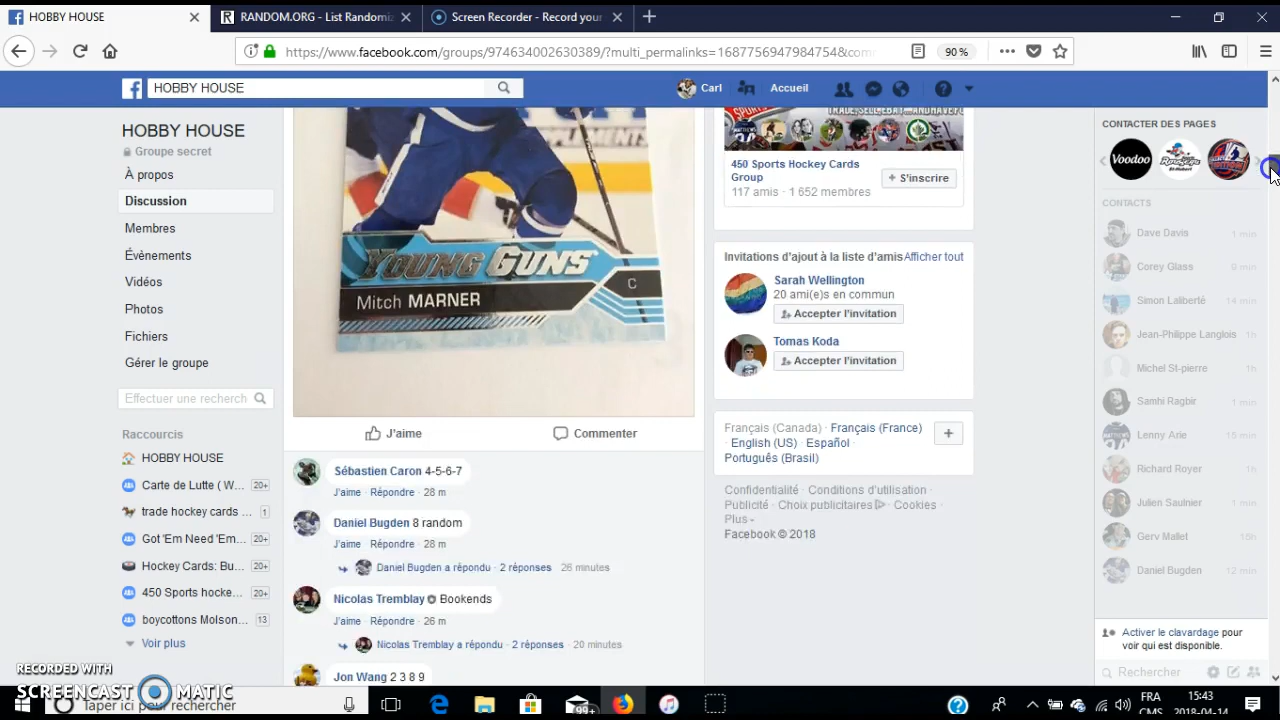 HOBBY HOUSE
RANDOM.ORG - List Randomiz
Screen Recorder - Record your
https://www.facebook.com/groups/974634002630389/?multi_permalinks=1687756947984754&com
90 %
HOBBY HOUSE
Carl
Accueil
HOBBY HOUSE
Groupe secret
À propos
Discussion
Membres
Évènements
Vidéos
Photos
Fichiers
Gérer le groupe
Effectuer une recherch
Raccourcis
HOBBY HOUSE
Carte de Lutte ( W... 20+
trade hockey cards ... 1
Got 'Em Need 'Em... 20+
Hockey Cards: Bu... 20+
450 Sports hocke... 20+
boycottons Molson... 13
Voir plus
YOUNG GUNS
C
Mitch MARNER
J'aime
Commenter
Sébastien Caron 4-5-6-7
J'aime · Répondre · 28 m
Daniel Bugden 8 random
J'aime · Répondre · 28 m
Daniel Bugden a répondu · 2 réponses 26 minutes
Nicolas Tremblay Bookends
J'aime · Répondre · 26 m
Nicolas Tremblay a répondu · 2 réponses 20 minutes
Jon Wang 2 3 8 9
450 Sports Hockey Cards
Group
117 amis · 1 652 membres
+ S'inscrire
Invitations d'ajout à la liste d'amis Afficher tout
Sarah Wellington
20 ami(e)s en commun
Accepter l'invitation
Tomas Koda
Accepter l'invitation
Français (Canada) · Français (France)
· English (US) · Español ·
Português (Brasil)
Confidentialité · Conditions d'utilisation ·
Publicité · Choix publicitaires · Cookies ·
Plus
Facebook © 2018
CONTACTER DES PAGES
Voodoo
CONTACTS
Dave Davis 1 min
Corey Glass
Simon Laliberté 14 min
Jean-Philippe Langlois 1h
Michel St-pierre 1h
Samhi Ragbir 1 min
Lenny Arie 15 min
Richard Royer 1h
Julien Saulnier 1 min
Gerv Mallet 15h
Daniel Bugden 12 min
Activer le clavardage pour
voir qui est disponible.
Rechercher
RECORDED WITH
SCREENCAST MATIC
Taper ici pour rechercher
99+
FRA
CMS
15:43
2018-04-14